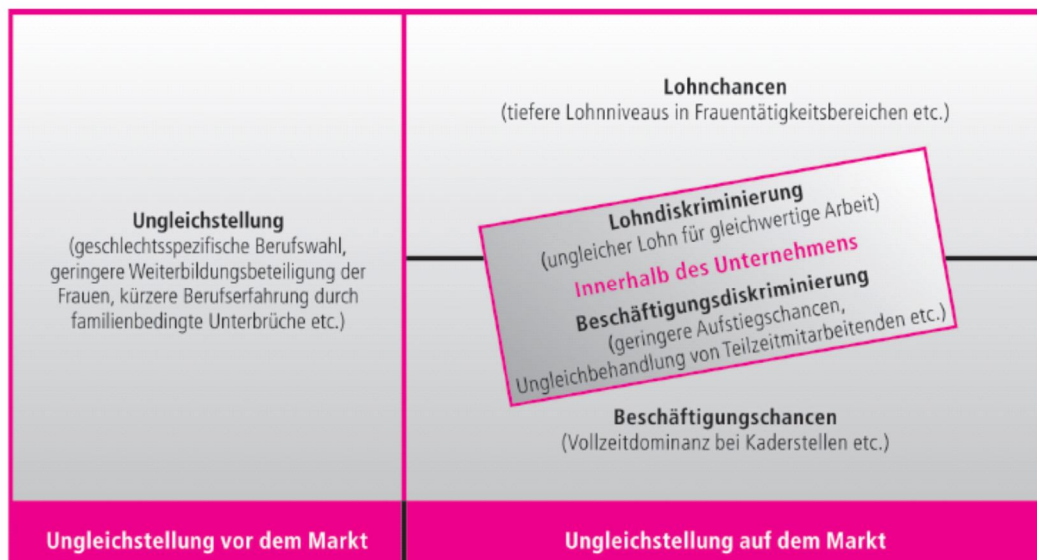 Ungleichstellung
(geschlechtsspezifische Berufswahl,
geringere Weiterbildungsbeteiligung der
Frauen, kürzere Berufserfahrung durch
familienbedingte Unterbrüche etc.)
Ungleichstellung vor dem Markt
Lohnchancen
(tiefere Lohnniveaus in Frauentätigkeitsbereichen etc.)
Lohndiskriminierung
(ungleicher Lohn für gleichwertige Arbeit)
Innerhalb des Unternehmens
Beschäftigungsdiskriminierung
(geringere Aufstiegschancen,
Ungleichbehandlung von Teilzeitmitarbeitenden etc.)
Beschäftigungschancen
(Vollzeitdominanz bei Kaderstellen etc.)
Ungleichstellung auf dem Markt